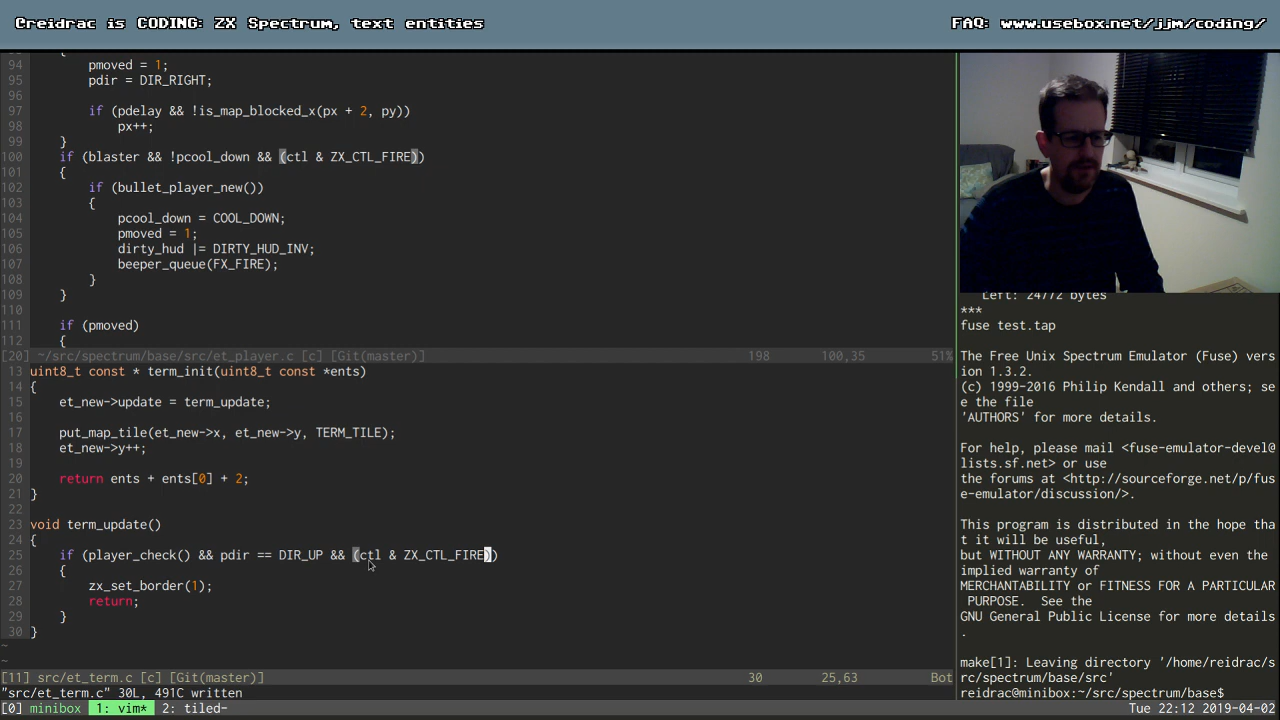 Creidrac is CODING: ZX Spectrum, text entities
FAQ: www.usebox.net/jjm/coding/
94 pmoved = 1;
95 pdir = DIR_RIGHT;
96
97 if (pdelay && !is_map_blocked_x(px + 2, py))
98 px++;
99 }
100 if (blaster && !pcool_down && (ctl & ZX_CTL_FIRE))
101 {
102 if (bullet_player_new())
103 {
104 pcool_down = COOL_DOWN;
105 pmoved = 1;
106 dirty_hud |= DIRTY_HUD_INV;
107 beeper_queue(FX_FIRE);
108 }
109 }
110
111 if (pmoved)
112 {
[20] ~/src/spectrum/base/src/et_player.c [c] [Git(master)] 198 100,35 51%
13 uint8_t const * term_init(uint8_t const *ents)
14 {
15 et_new->update = term_update;
16
17 put_map_tile(et_new->x, et_new->y, TERM_TILE);
18 et_new->y++;
19
20 return ents + ents[0] + 2;
21 }
22
23 void term_update()
24 {
25 if (player_check() && pdir == DIR_UP && (ctl & ZX_CTL_FIRE))
26 {
27 zx_set_border(1);
28 return;
29 }
30 }
~
~
[11] src/et_term.c [c] [Git(master)] 30 25,63 Bot
"src/et_term.c" 30L, 491C written
Left: 24772 bytes
***
fuse test.tap
The Free Unix Spectrum Emulator (Fuse) vers
ion 1.3.2.
(c) 1999-2016 Philip Kendall and others; se
e the file
'AUTHORS' for more details.
For help, please mail <fuse-emulator-devel@
lists.sf.net> or use
the forums at <http://sourceforge.net/p/fus
e-emulator/discussion/>.
This program is distributed in the hope tha
t it will be useful,
but WITHOUT ANY WARRANTY; without even the
implied warranty of
MERCHANTABILITY or FITNESS FOR A PARTICULAR
PURPOSE.  See the
GNU General Public License for more details
.
make[1]: Leaving directory '/home/reidrac/s
rc/spectrum/base/src'
reidrac@minibox:~/src/spectrum/base$
[0] minibox 1: vim* 2: tiled- Tue 22:12 2019-04-02